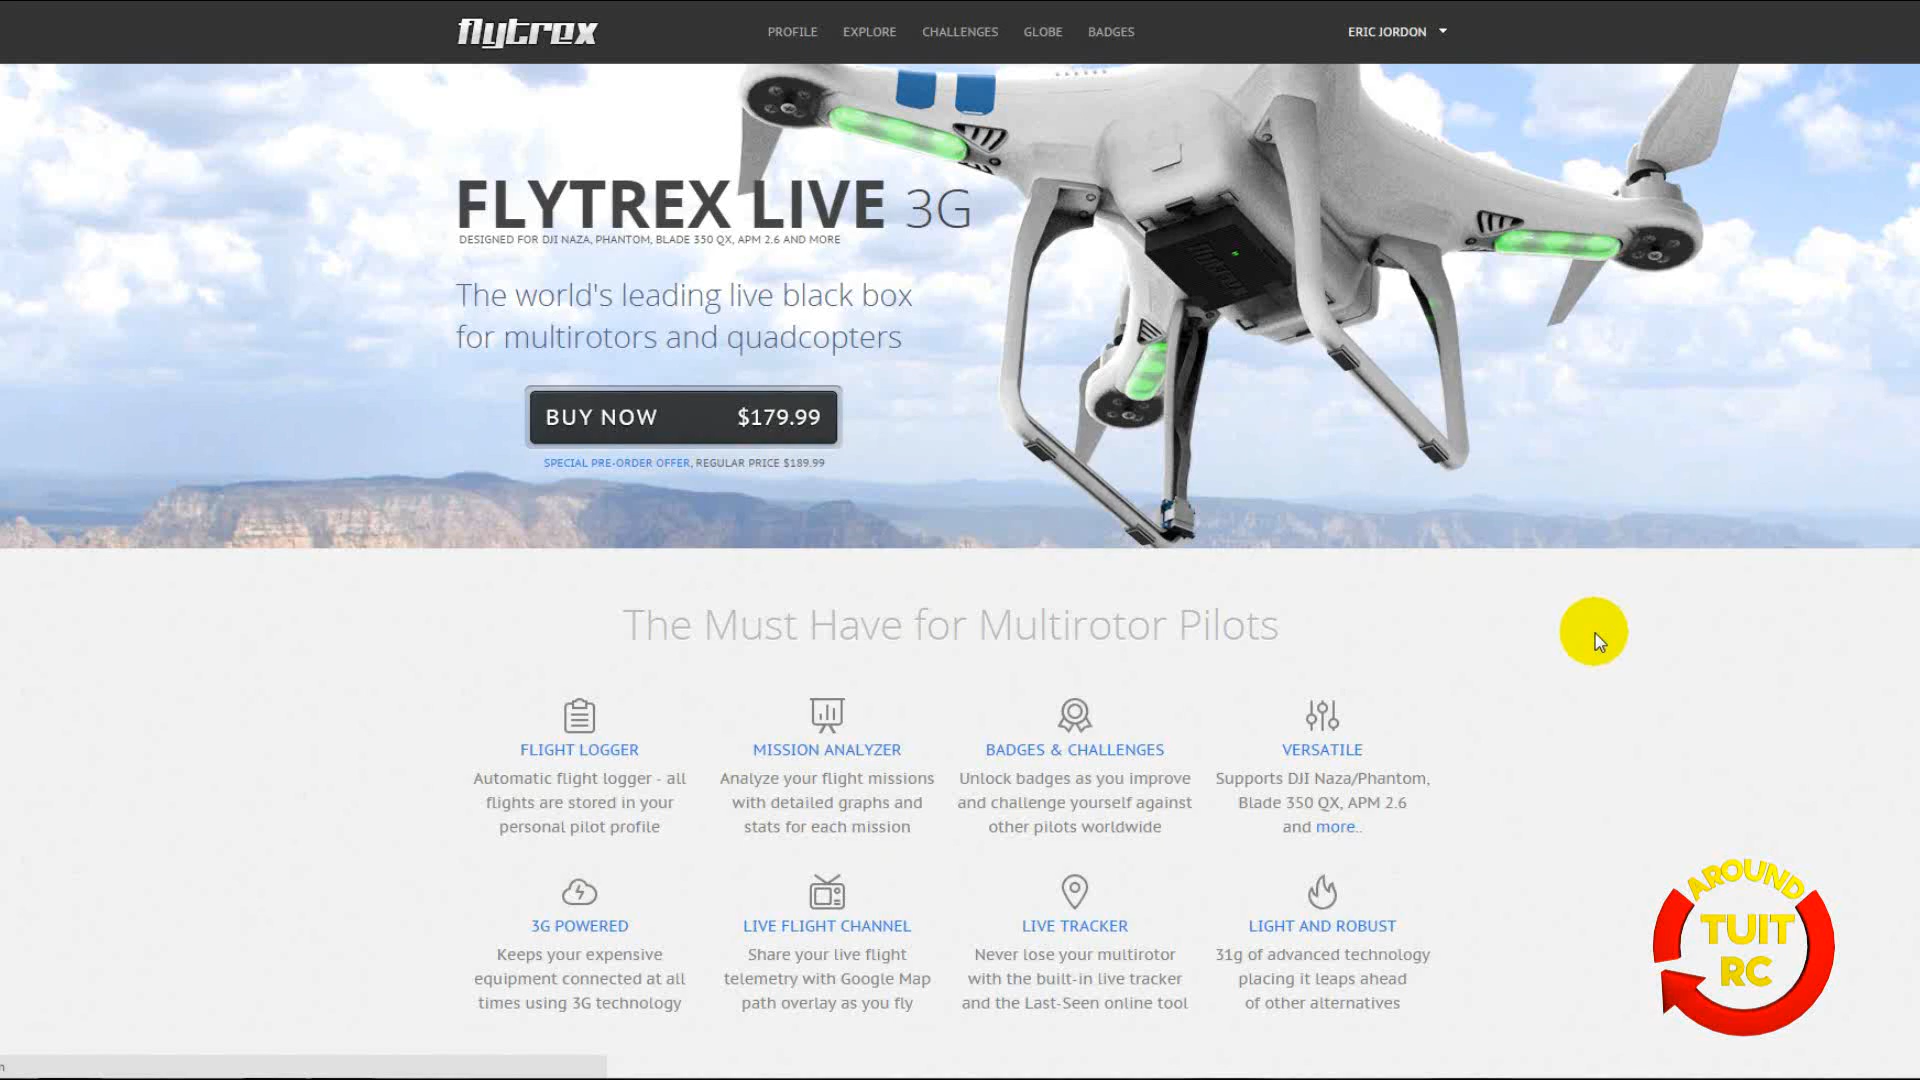 flytrex
PROFILE EXPLORE CHALLENGES GLOBE BADGES
ERIC JORDON
FLYTREX LIVE 3G
DESIGNED FOR DJI NAZA, PHANTOM, BLADE 350 QX, APM 2.6 AND MORE
The world's leading live black box
for multirotors and quadcopters
BUY NOW $179.99
SPECIAL PRE-ORDER OFFER, REGULAR PRICE $189.99
flytrex
The Must Have for Multirotor Pilots
FLIGHT LOGGER
Automatic flight logger - all
flights are stored in your
personal pilot profile
MISSION ANALYZER
Analyze your flight missions
with detailed graphs and
stats for each mission
BADGES & CHALLENGES
Unlock badges as you improve
and challenge yourself against
other pilots worldwide
VERSATILE
Supports DJI Naza/Phantom,
Blade 350 QX, APM 2.6
and more..
3G POWERED
Keeps your expensive
equipment connected at all
times using 3G technology
LIVE FLIGHT CHANNEL
Share your live flight
telemetry with Google Map
path overlay as you fly
LIVE TRACKER
Never lose your multirotor
with the built-in live tracker
and the Last-Seen online tool
LIGHT AND ROBUST
31g of advanced technology
placing it leaps ahead
of other alternatives
AROUND
TUIT
RC